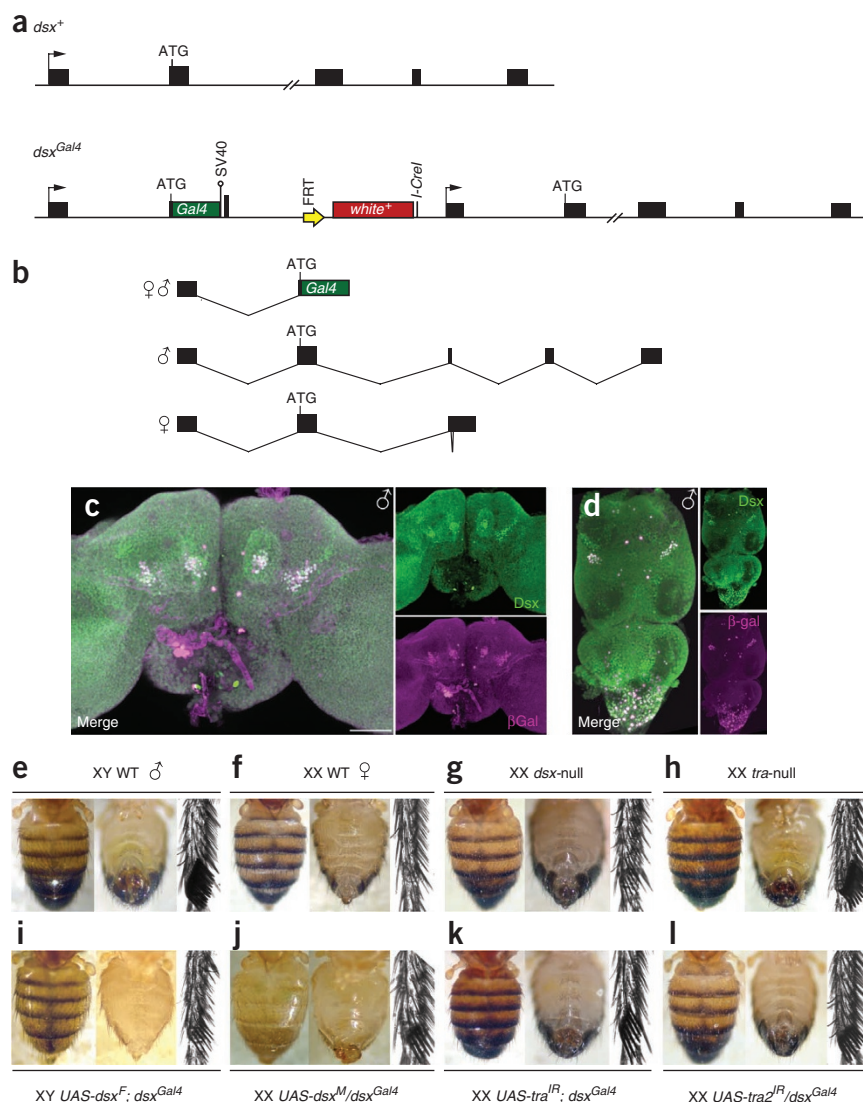 a
dsx+
ATG
dsxGal4
ATG
Gal4
SV40
FRT
white+
I-CreI
ATG
b
♀♂
ATG
Gal4
♂
ATG
♀
ATG
c
♂
Merge
Dsx
βGal
d
♂
Merge
Dsx
β-gal
e
XY WT ♂
f
XX WT ♀
g
XX dsx-null
h
XX tra-null
i
j
k
l
XY UAS-dsxF; dsxGal4
XX UAS-dsxM/dsxGal4
XX UAS-traIR; dsxGal4
XX UAS-tra2IR/dsxGal4